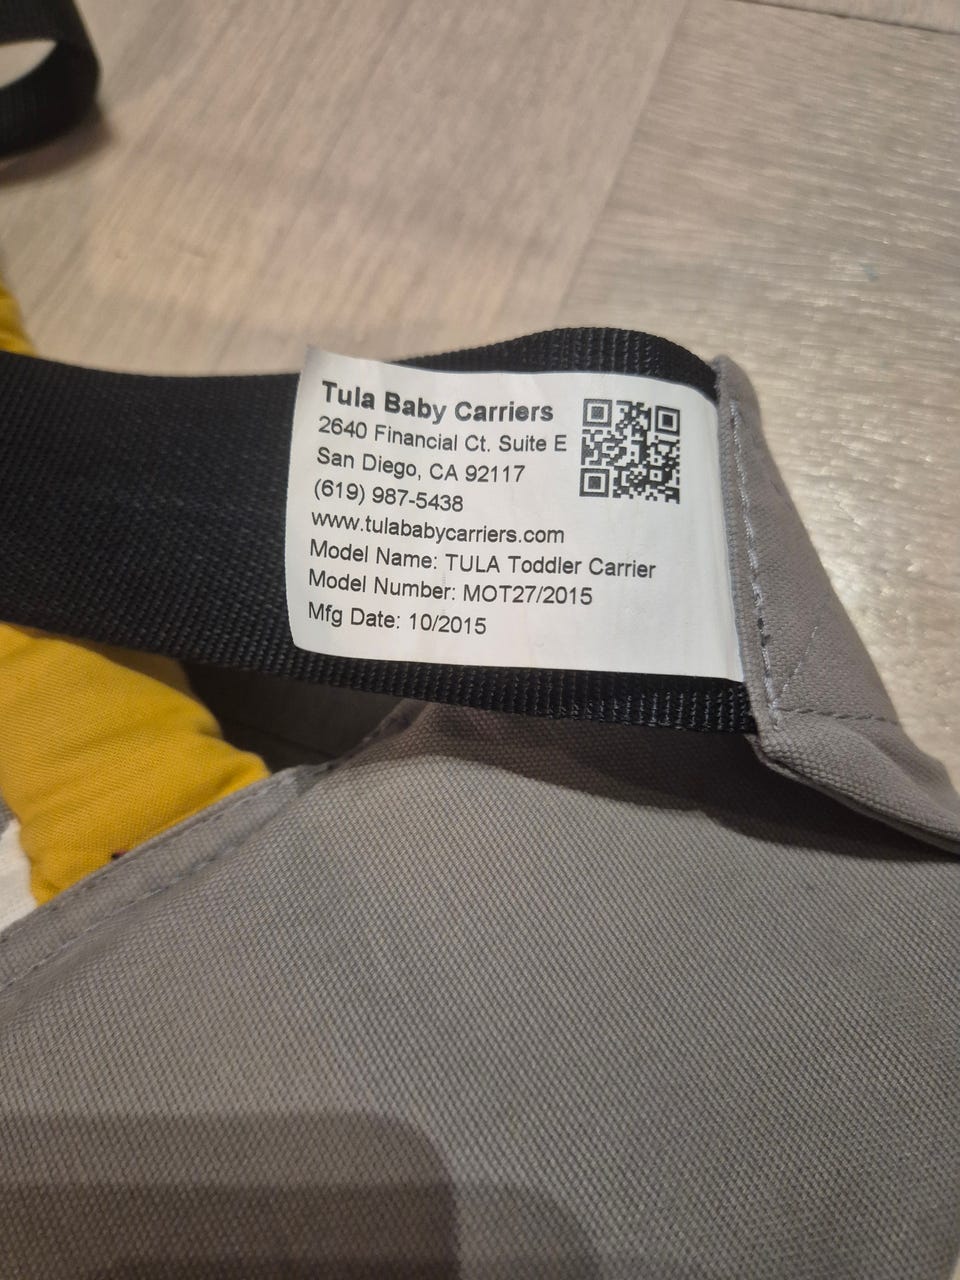 Tula Baby Carriers
2640 Financial Ct. Suite E
San Diego, CA 92117
(619) 987-5438
www.tulababycarriers.com
Model Name: TULA Toddler Carrier
Model Number: MOT27/2015
Mfg Date: 10/2015